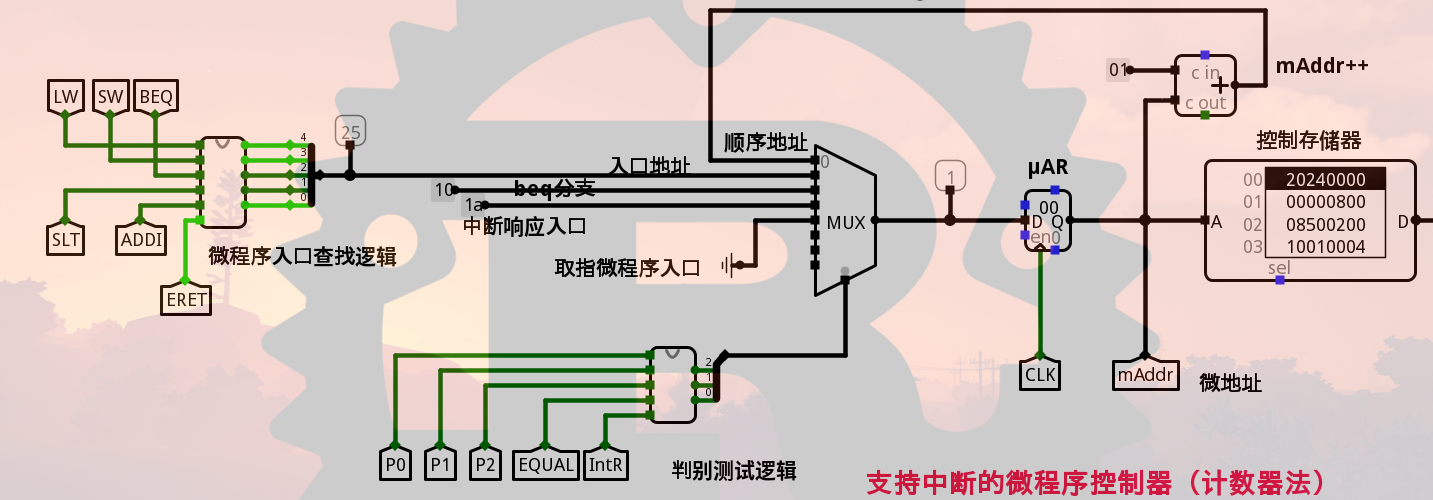 LW SW BEQ
4
3
2
1
0
25
SLT ADDI
ERET
微程序入口查找逻辑
顺序地址
入口地址
10 beq分支
1a
中断响应入口
取指微程序入口
0
MUX
1
μAR
00
D Q
en 0
CLK
01
c in
+
c out
mAddr++
mAddr
微地址
控制存储器
00 20240000
01 00000800
02 08500200
03 10010004
A D
sel
2
1
0
P0 P1 P2 EQUAL IntR
判别测试逻辑
支持中断的微程序控制器（计数器法）